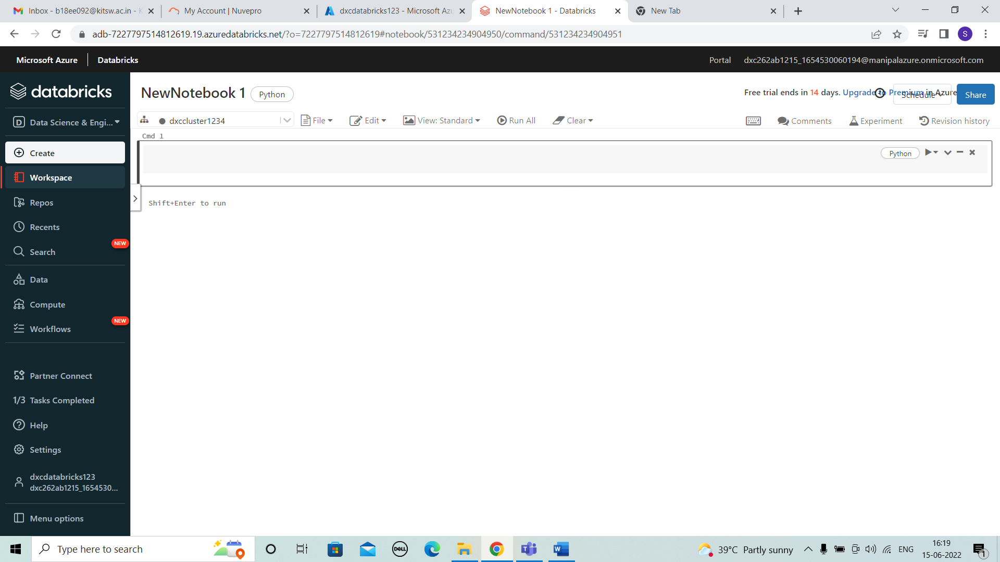 Inbox - b18ee092@kitsw.ac.in - K
My Account | Nuvepro
dxcdatabricks123 - Microsoft Azu
NewNotebook 1 - Databricks
New Tab
adb-7227797514812619.19.azuredatabricks.net/?o=7227797514812619#notebook/531234234904950/command/531234234904951
S
Microsoft Azure
Databricks
Portal
dxc262ab1215_1654530060194@manipalazure.onmicrosoft.com
databricks
D Data Science & Engi...
Create
Workspace
Repos
Recents
NEW
Search
Data
Compute
NEW
Workflows
Partner Connect
1/3 Tasks Completed
Help
Settings
dxcdatabricks123
dxc262ab1215_1654530...
Menu options
NewNotebook 1
Python
Free trial ends in 14 days. Upgrade to Premium in Azure
Schedule
Share
dxccluster1234
File
Edit
View: Standard
Run All
Clear
Comments
Experiment
Revision history
Cmd 1
Python
Shift+Enter to run
Type here to search
DELL
W
39°C Partly sunny
ENG
16:19
15-06-2022
1